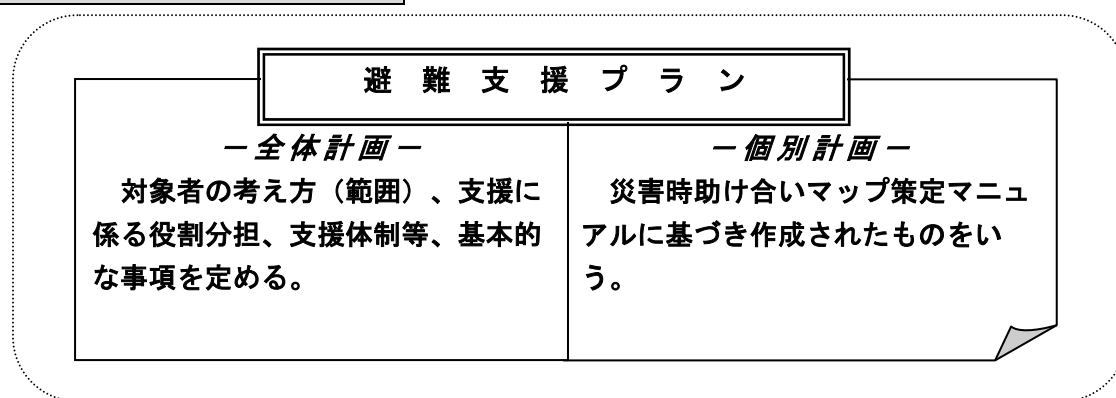 避難支援プラン
－全体計画－
対象者の考え方（範囲）、支援に
係る役割分担、支援体制等、基本的
な事項を定める。
－個別計画－
災害時助け合いマップ策定マニュ
アルに基づき作成されたものをい
う。